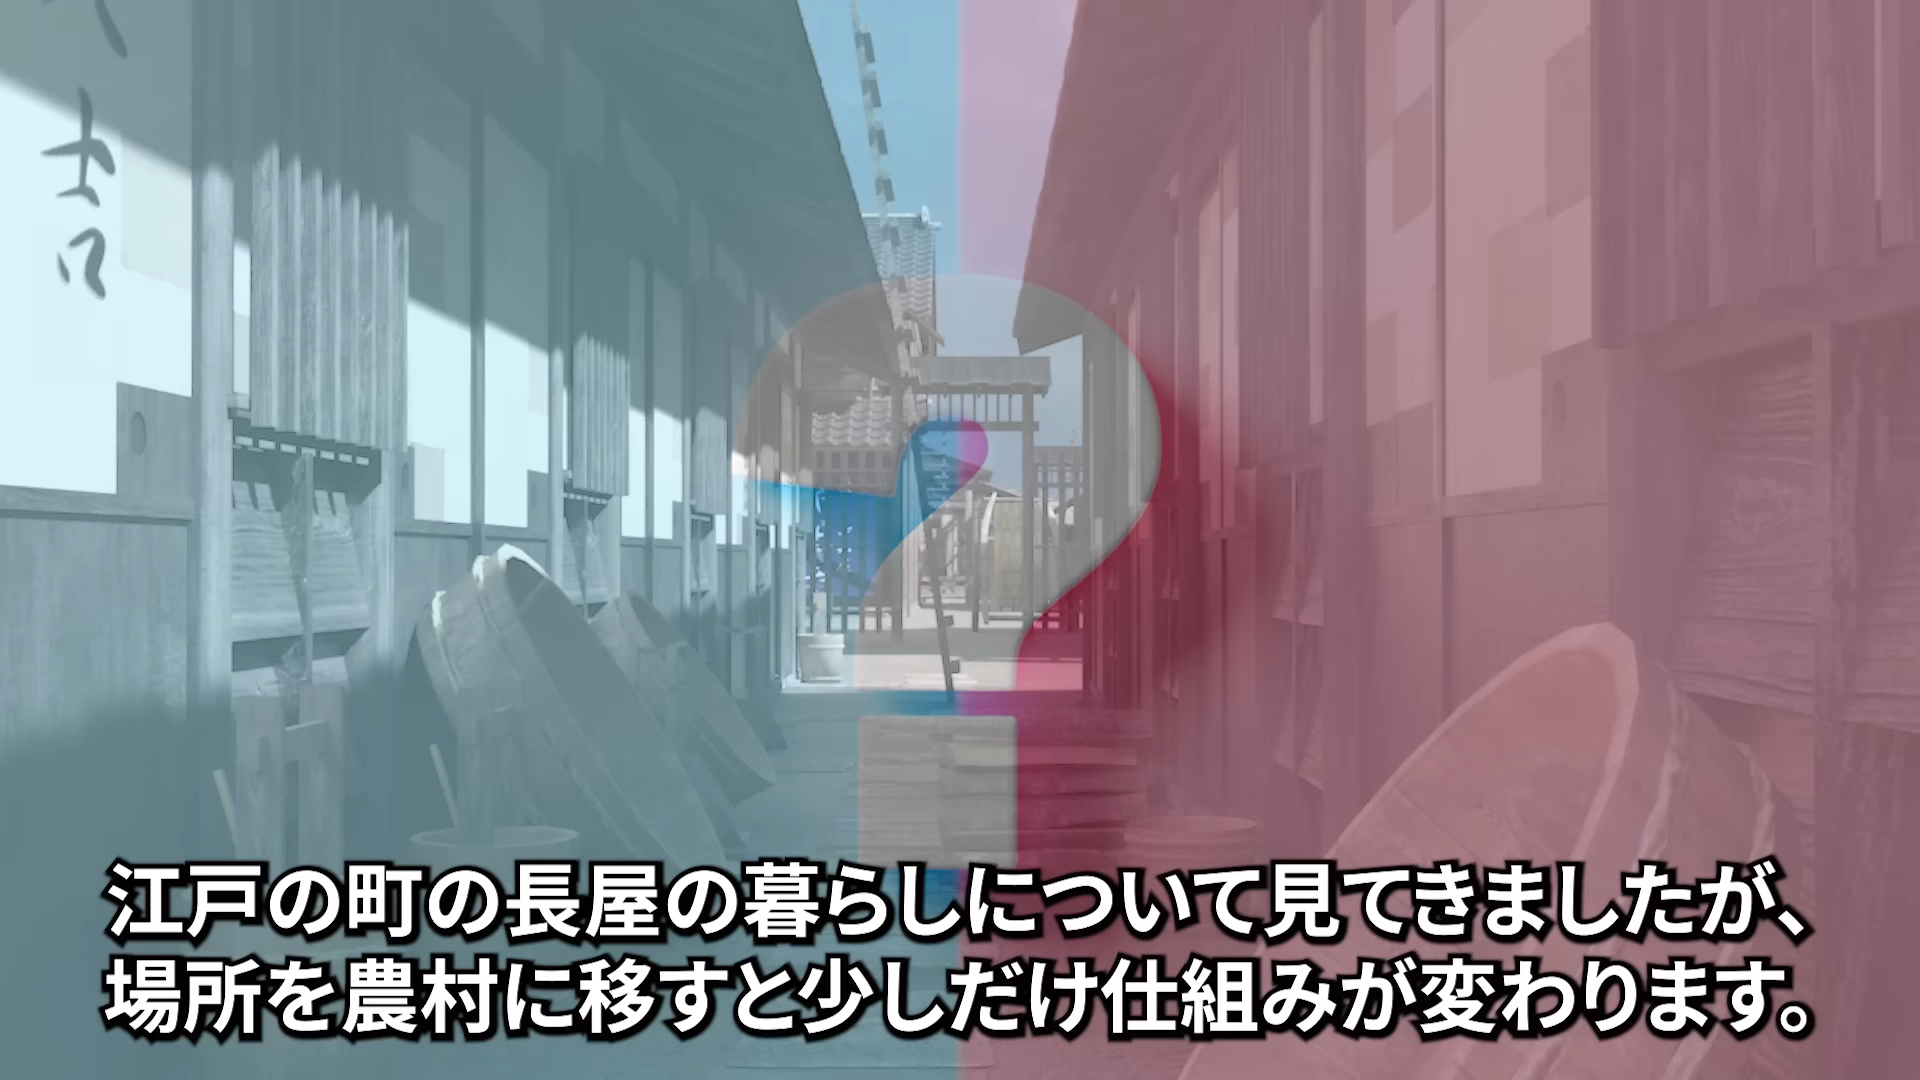 士
江戸の町の長屋の暮らしについて見てきましたが、
場所を農村に移すと少しだけ仕組みが変わります。